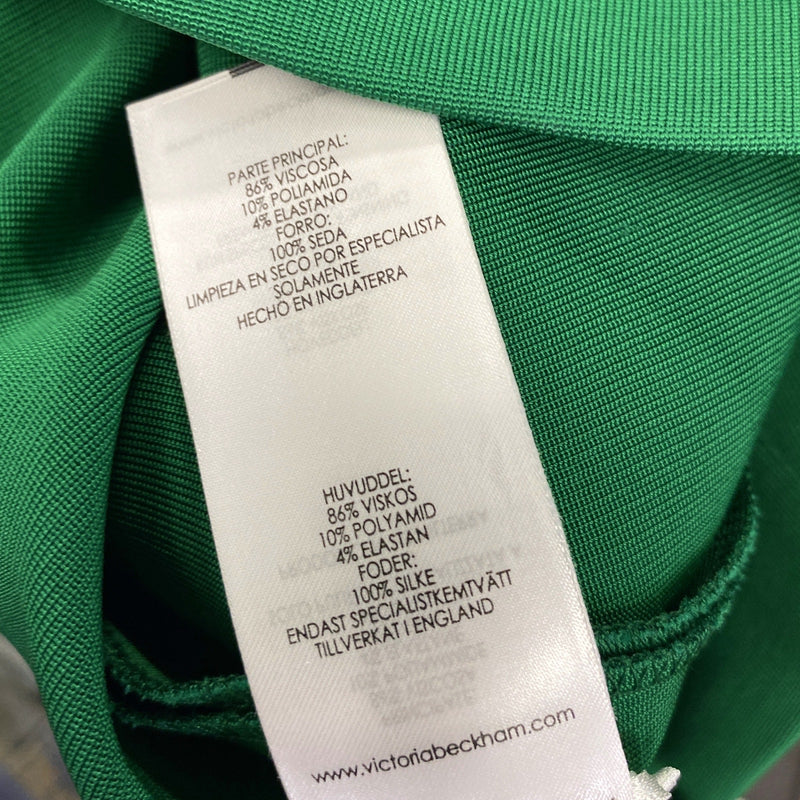 PARTE PRINCIPAL:
86% VISCOSA
10% POLIAMIDA
4% ELASTANO
FORRO:
100% SEDA
LIMPIEZA EN SECO POR ESPECIALISTA
SOLAMENTE
HECHO EN INGLATERRA
HUVUDDEL:
86% VISKOS
10% POLYAMID
4% ELASTAN
FODER:
100% SILKE
ENDAST SPECIALISTKEMTVÄTT
TILLVERKAT I ENGLAND
www.victoriabeckham.com